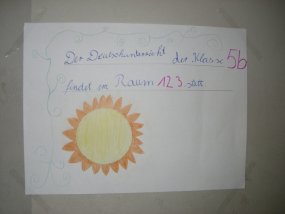 Der Deutschunterricht der Klasse 5b
findet im Raum 123 statt